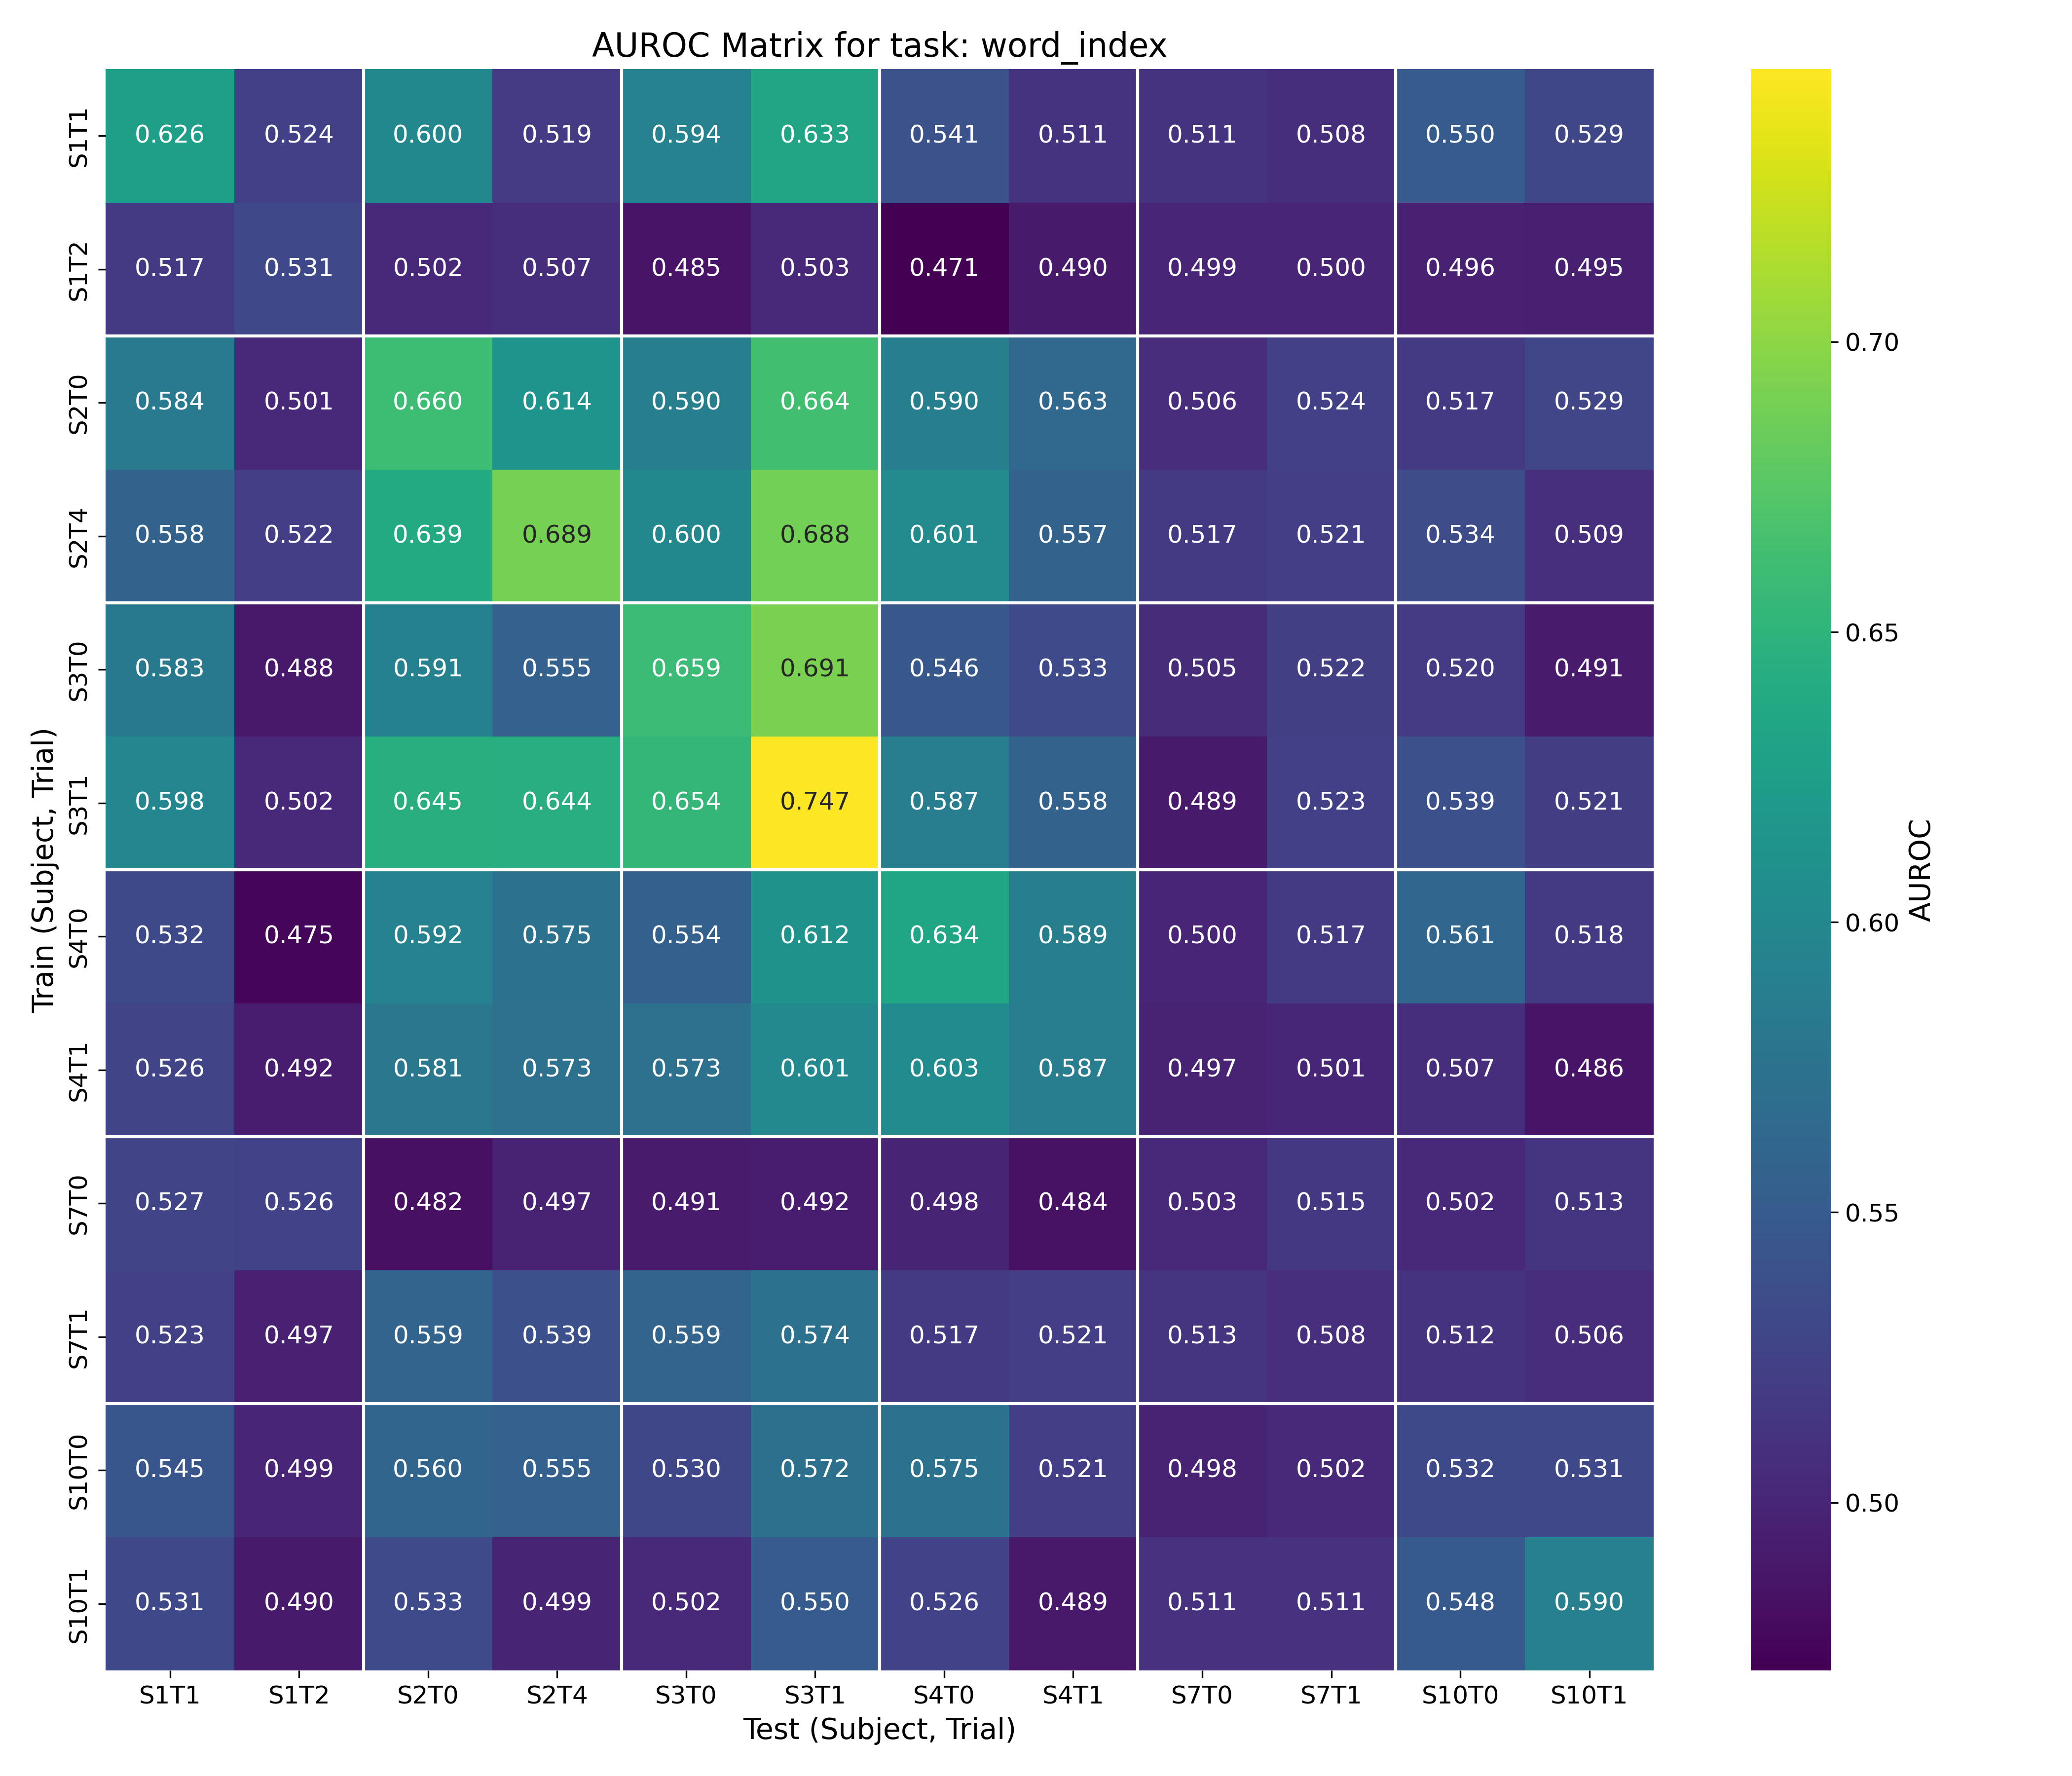 AUROC Matrix for task: word_index
S1T1 0.626 0.524 0.600 0.519 0.594 0.633 0.541 0.511 0.511 0.508 0.550 0.529
S1T2 0.517 0.531 0.502 0.507 0.485 0.503 0.471 0.490 0.499 0.500 0.496 0.495
S2T0 0.584 0.501 0.660 0.614 0.590 0.664 0.590 0.563 0.506 0.524 0.517 0.529
S2T4 0.558 0.522 0.639 0.689 0.600 0.688 0.601 0.557 0.517 0.521 0.534 0.509
S3T0 0.583 0.488 0.591 0.555 0.659 0.691 0.546 0.533 0.505 0.522 0.520 0.491
S3T1 0.598 0.502 0.645 0.644 0.654 0.747 0.587 0.558 0.489 0.523 0.539 0.521
S4T0 0.532 0.475 0.592 0.575 0.554 0.612 0.634 0.589 0.500 0.517 0.561 0.518
S4T1 0.526 0.492 0.581 0.573 0.573 0.601 0.603 0.587 0.497 0.501 0.507 0.486
S7T0 0.527 0.526 0.482 0.497 0.491 0.492 0.498 0.484 0.503 0.515 0.502 0.513
S7T1 0.523 0.497 0.559 0.539 0.559 0.574 0.517 0.521 0.513 0.508 0.512 0.506
S10T0 0.545 0.499 0.560 0.555 0.530 0.572 0.575 0.521 0.498 0.502 0.532 0.531
S10T1 0.531 0.490 0.533 0.499 0.502 0.550 0.526 0.489 0.511 0.511 0.548 0.590
S1T1 S1T2 S2T0 S2T4 S3T0 S3T1 S4T0 S4T1 S7T0 S7T1 S10T0 S10T1
Test (Subject, Trial)
Train (Subject, Trial)
0.70
0.65
0.60
0.55
0.50
AUROC